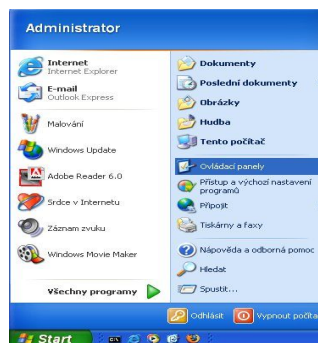 Administrator
Internet
Internet Explorer
E-mail
Outlook Express
Malování
Windows Update
Adobe Reader 6.0
Srdce v Internetu
Záznam zvuku
Windows Movie Maker
Všechny programy
Dokumenty
Poslední dokumenty
Obrázky
Hudba
Tento počítač
Ovládací panely
Přístup a výchozí nastavení
programů
Připojit
Tiskárny a faxy
Nápověda a odborná pomoc
Hledat
Spustit...
Odhlásit
Vypnout počíta
Start